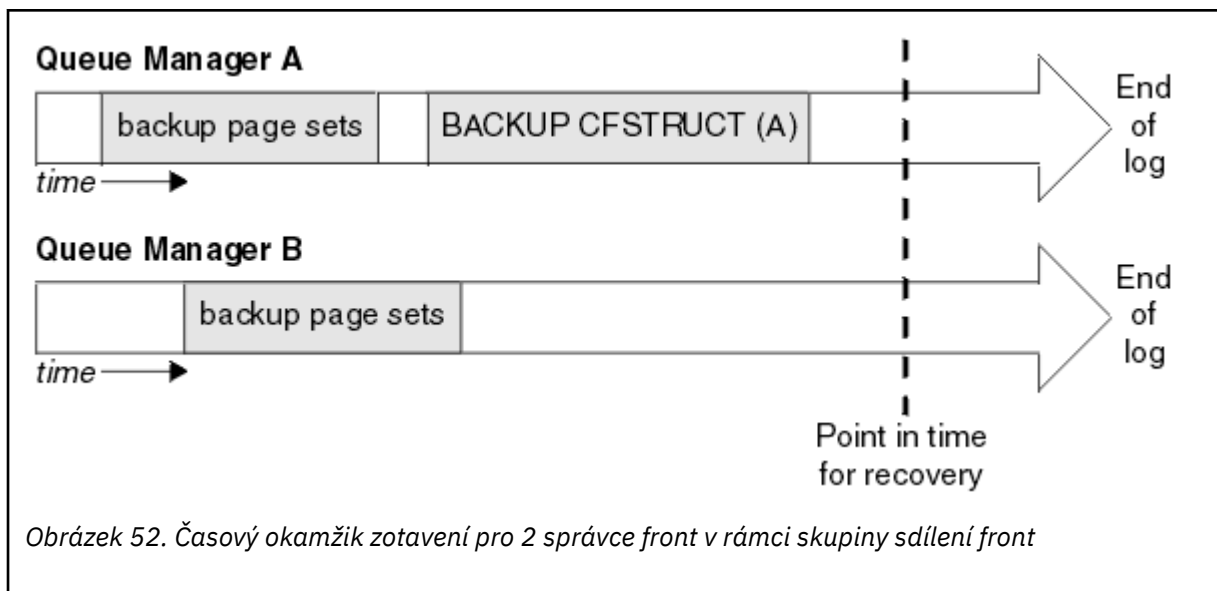 Queue Manager A
backup page sets
BACKUP CFSTRUCT (A)
End
of
log
time
Queue Manager B
backup page sets
End
of
log
time
Point in time
for recovery
Obrázek 52. Časový okamžik zotavení pro 2 správce front v rámci skupiny sdílení front